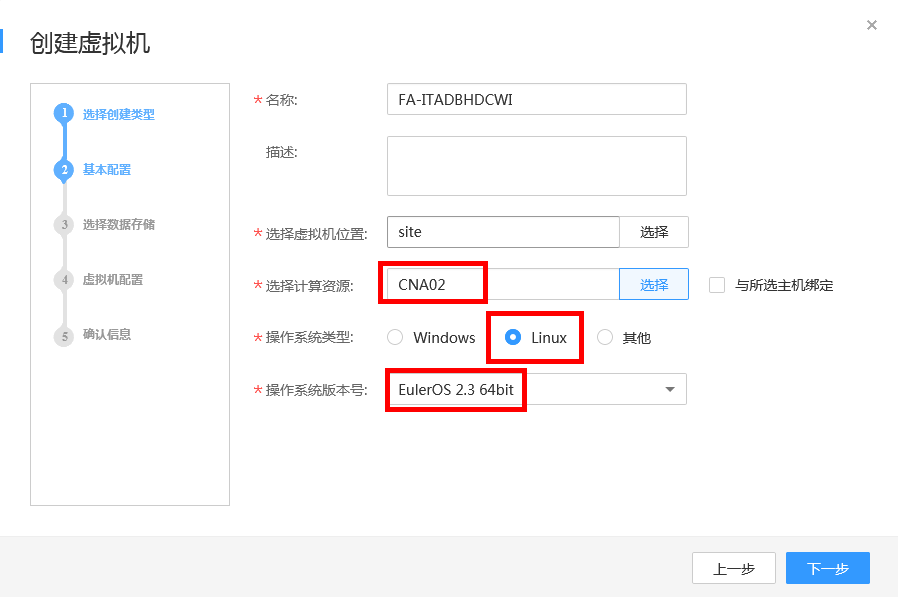 创建虚拟机
1 选择创建类型
2 基本配置
3 选择数据存储
4 虚拟机配置
5 确认信息
* 名称: FA-ITADBHDCWI
描述:
* 选择虚拟机位置: site 选择
* 选择计算资源: CNA02 选择 与所选主机绑定
* 操作系统类型: Windows Linux 其他
* 操作系统版本号: EulerOS 2.3 64bit
上一步 下一步